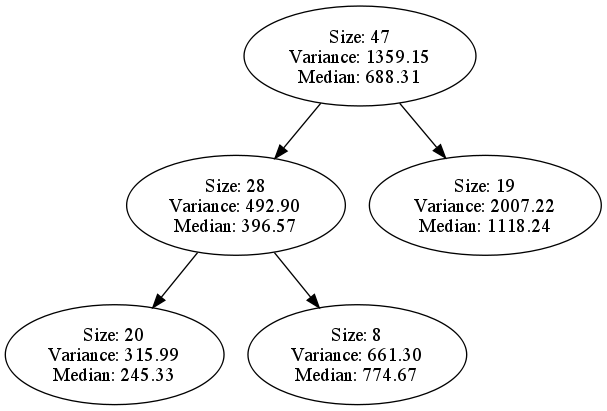 Size: 47
Variance: 1359.15
Median: 688.31
Size: 28
Variance: 492.90
Median: 396.57
Size: 19
Variance: 2007.22
Median: 1118.24
Size: 20
Variance: 315.99
Median: 245.33
Size: 8
Variance: 661.30
Median: 774.67